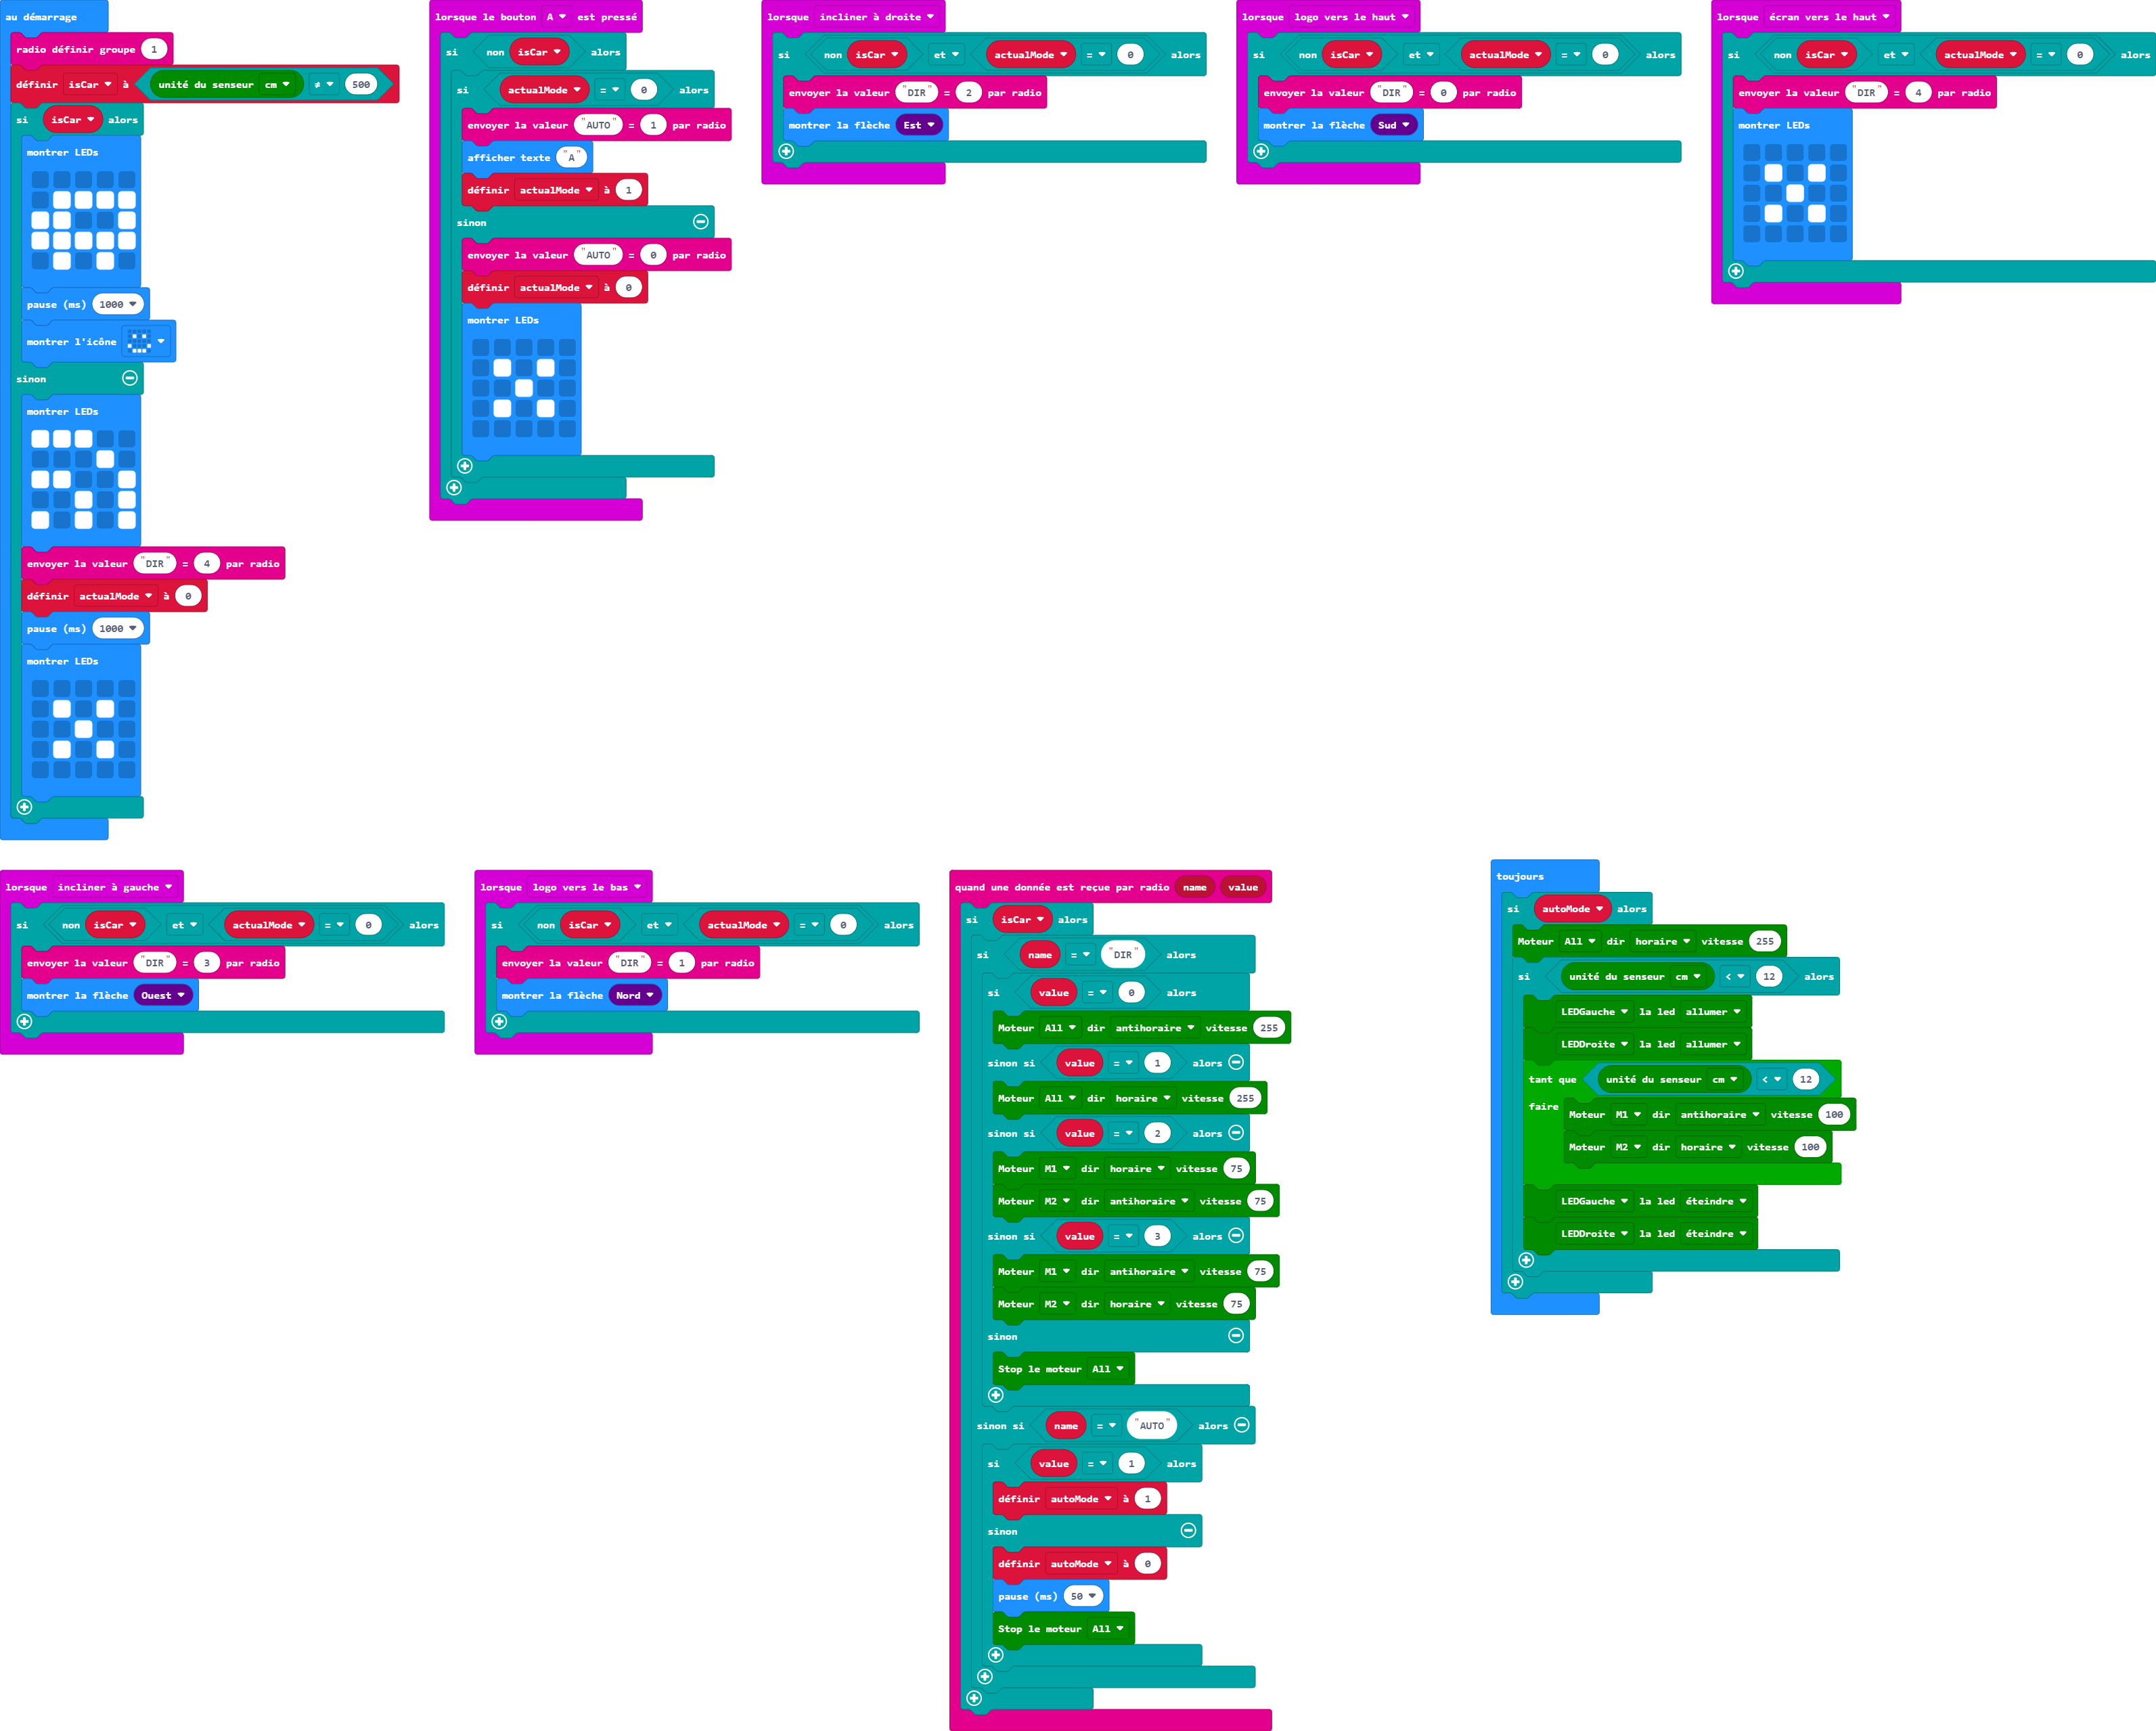 au démarrage
radio définir groupe 1
définir isCar à unité du senseur cm ≠ 500
si isCar alors
montrer LEDs
pause (ms) 1000
montrer l'icône
sinon
montrer LEDs
envoyer la valeur "DIR" = 4 par radio
définir actualMode à 0
pause (ms) 1000
montrer LEDs
lorsque le bouton A est pressé
si non isCar alors
si actualMode = 0 alors
envoyer la valeur "AUTO" = 1 par radio
afficher texte "A"
définir actualMode à 1
sinon
envoyer la valeur "AUTO" = 0 par radio
définir actualMode à 0
montrer LEDs
lorsque incliner à droite
si non isCar et actualMode = 0 alors
envoyer la valeur "DIR" = 2 par radio
montrer la flèche Est
lorsque logo vers le haut
si non isCar et actualMode = 0 alors
envoyer la valeur "DIR" = 0 par radio
montrer la flèche Sud
lorsque écran vers le haut
si non isCar et actualMode = 0 alors
envoyer la valeur "DIR" = 4 par radio
montrer LEDs
lorsque incliner à gauche
si non isCar et actualMode = 0 alors
envoyer la valeur "DIR" = 3 par radio
montrer la flèche Ouest
lorsque logo vers le bas
si non isCar et actualMode = 0 alors
envoyer la valeur "DIR" = 1 par radio
montrer la flèche Nord
quand une donnée est reçue par radio name value
si isCar alors
si name = "DIR" alors
si value = 0 alors
Moteur All dir antihoraire vitesse 255
sinon si value = 1 alors
Moteur All dir horaire vitesse 255
sinon si value = 2 alors
Moteur M1 dir horaire vitesse 75
Moteur M2 dir antihoraire vitesse 75
sinon si value = 3 alors
Moteur M1 dir antihoraire vitesse 75
Moteur M2 dir horaire vitesse 75
sinon
Stop le moteur All
sinon si name = "AUTO" alors
si value = 1 alors
définir autoMode à 1
sinon
définir autoMode à 0
pause (ms) 50
Stop le moteur All
toujours
si autoMode alors
Moteur All dir horaire vitesse 255
si unité du senseur cm < 12 alors
LEDGauche la led allumer
LEDDroite la led allumer
tant que unité du senseur cm < 12
faire Moteur M1 dir antihoraire vitesse 100
Moteur M2 dir horaire vitesse 100
LEDGauche la led éteindre
LEDDroite la led éteindre